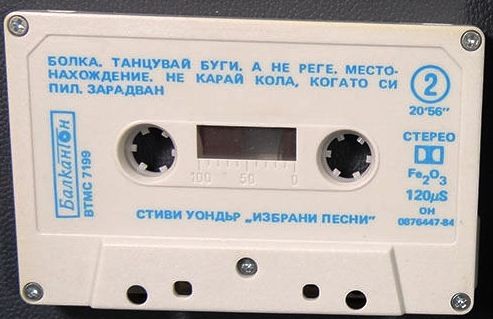 БОЛКА. ТАНЦУВАЙ БУГИ. А НЕ РЕГЕ. МЕСТО-
НАХОЖДЕНИЕ. НЕ КАРАЙ КОЛА, КОГАТО СИ
ПИЛ. ЗАРАДВАН
2
20'56"
СТЕРЕО
Fe2O3
120µS
ОН
0876447-84
Балкантон
ВТМС 7199
100 50 0
СТИВИ УОНДЪР „ИЗБРАНИ ПЕСНИ"